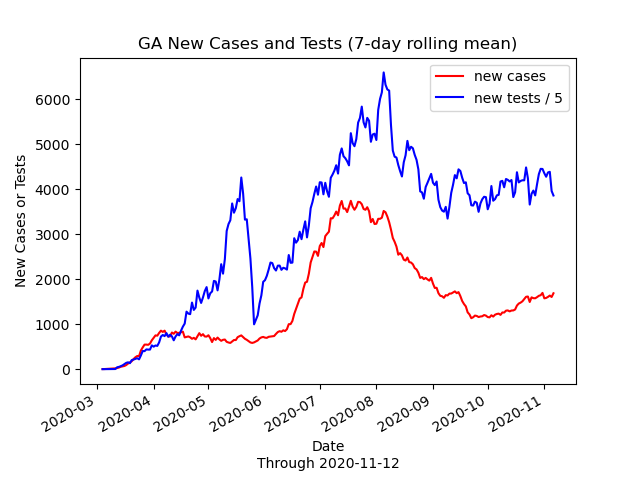 GA New Cases and Tests (7-day rolling mean)
new cases
new tests / 5
New Cases or Tests
6000
5000
4000
3000
2000
1000
0
2020-03
2020-04
2020-05
2020-06
2020-07
2020-08
2020-09
2020-10
2020-11
Date
Through 2020-11-12